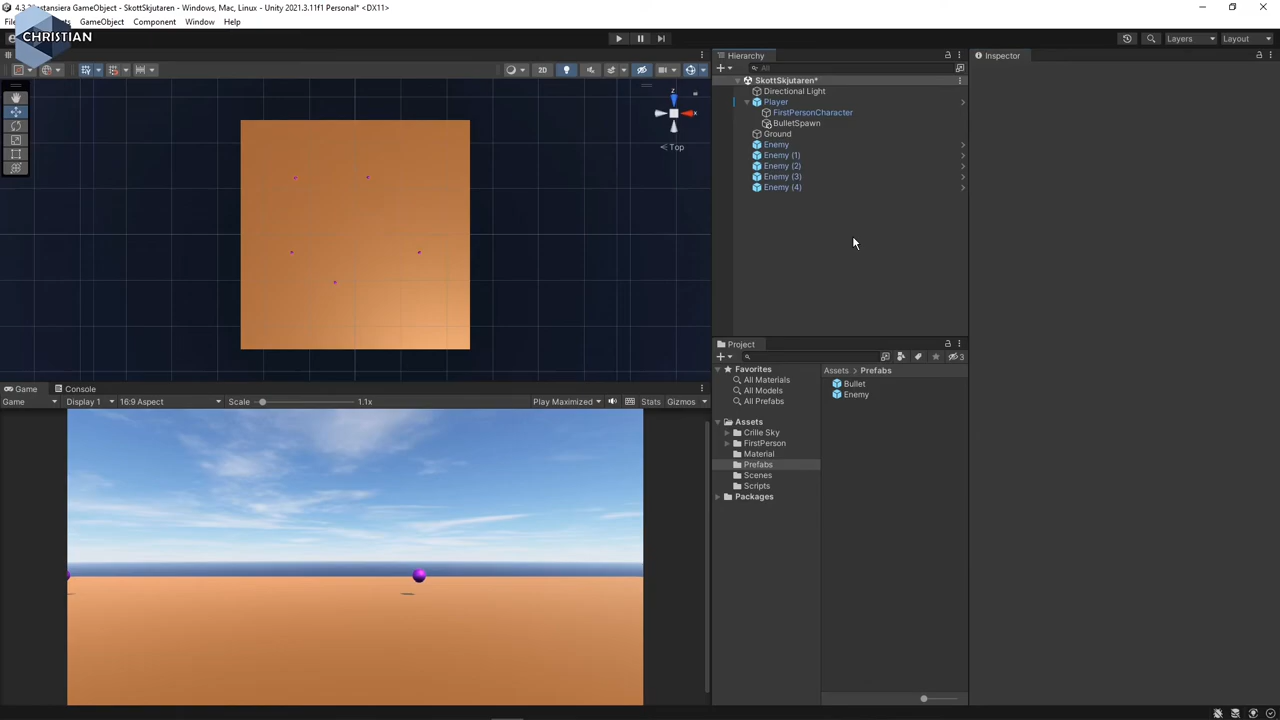 4.3 Instansiera GameObject - SkottSkjutaren - Windows, Mac, Linux - Unity 2021.3.11f1 Personal* <DX11>
GameObject Component Window Help
CHRISTIAN
Layers Layout
Hierarchy
Inspector
All
2D
SkottSkjutaren*
Directional Light
Player
FirstPersonCharacter
BulletSpawn
Ground
Enemy
Enemy (1)
Enemy (2)
Enemy (3)
Enemy (4)
z
x
< Top
Project
3
Favorites
All Materials
All Models
All Prefabs
Assets
Crille Sky
FirstPerson
Material
Prefabs
Scenes
Scripts
Packages
Assets > Prefabs
Bullet
Enemy
Game Console
Game Display 1 16:9 Aspect Scale 1.1x Play Maximized Stats Gizmos